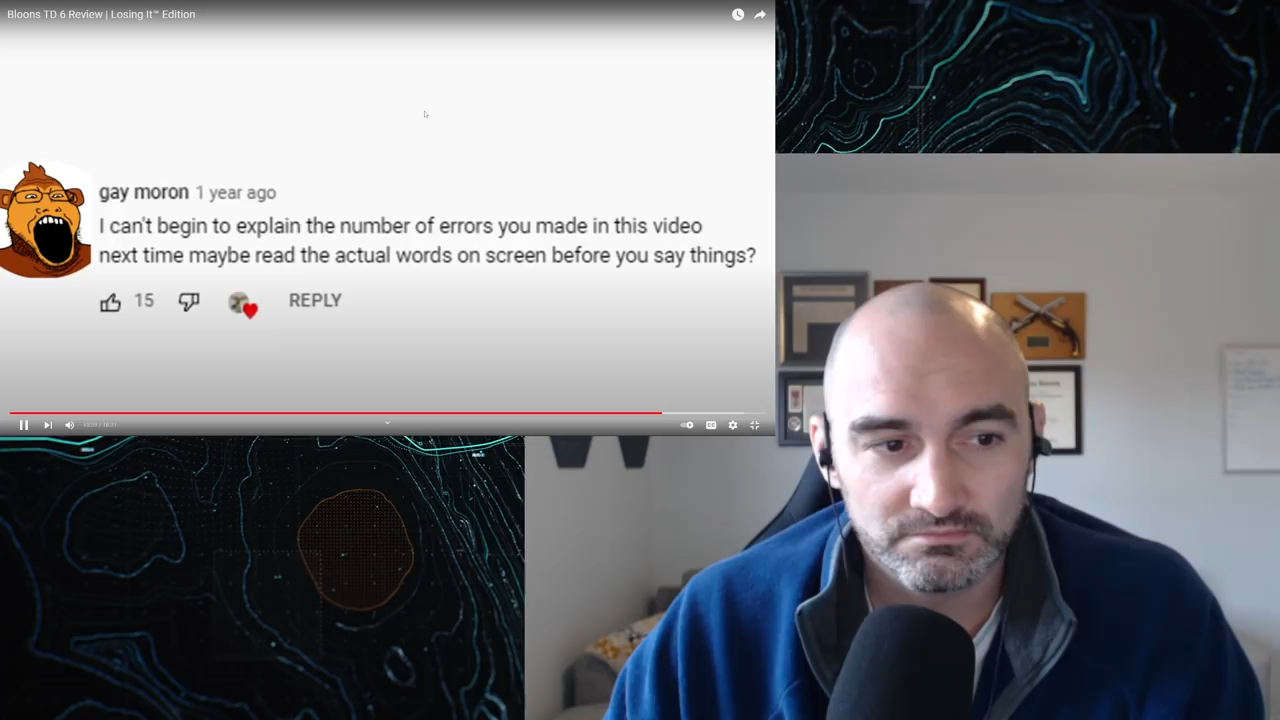 Bloons TD 6 Review | Losing It™ Edition
gay moron 1 year ago
I can't begin to explain the number of errors you made in this video
next time maybe read the actual words on screen before you say things?
15
REPLY